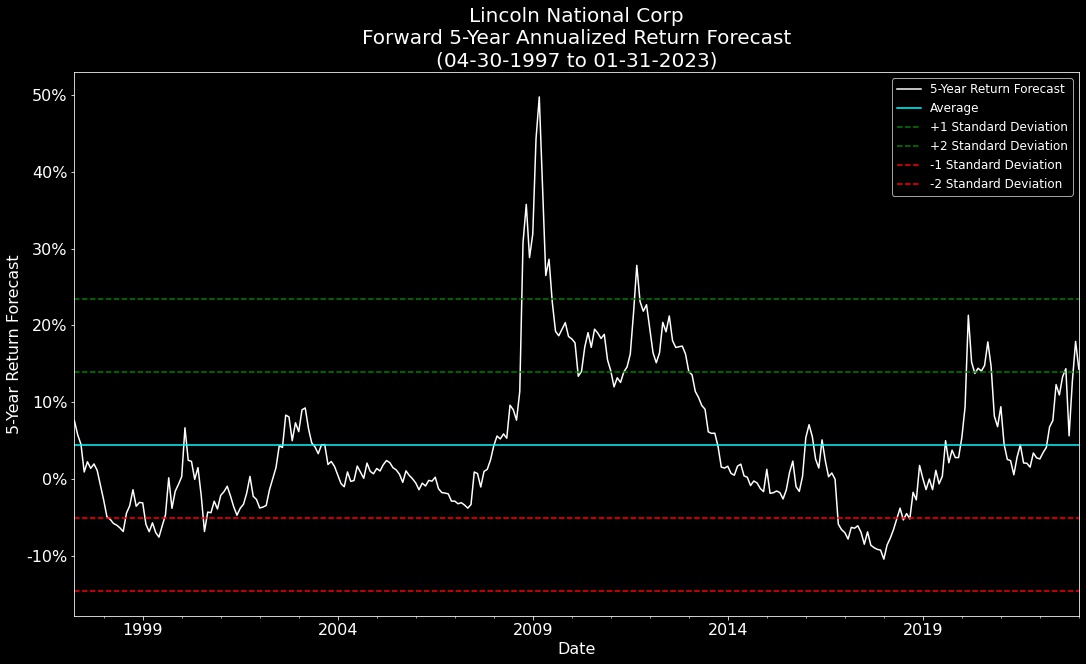 Lincoln National Corp
Forward 5-Year Annualized Return Forecast
(04-30-1997 to 01-31-2023)
5-Year Return Forecast
50%
40%
30%
20%
10%
0%
-10%
5-Year Return Forecast
Average
+1 Standard Deviation
+2 Standard Deviation
-1 Standard Deviation
-2 Standard Deviation
1999
2004
2009
2014
2019
Date